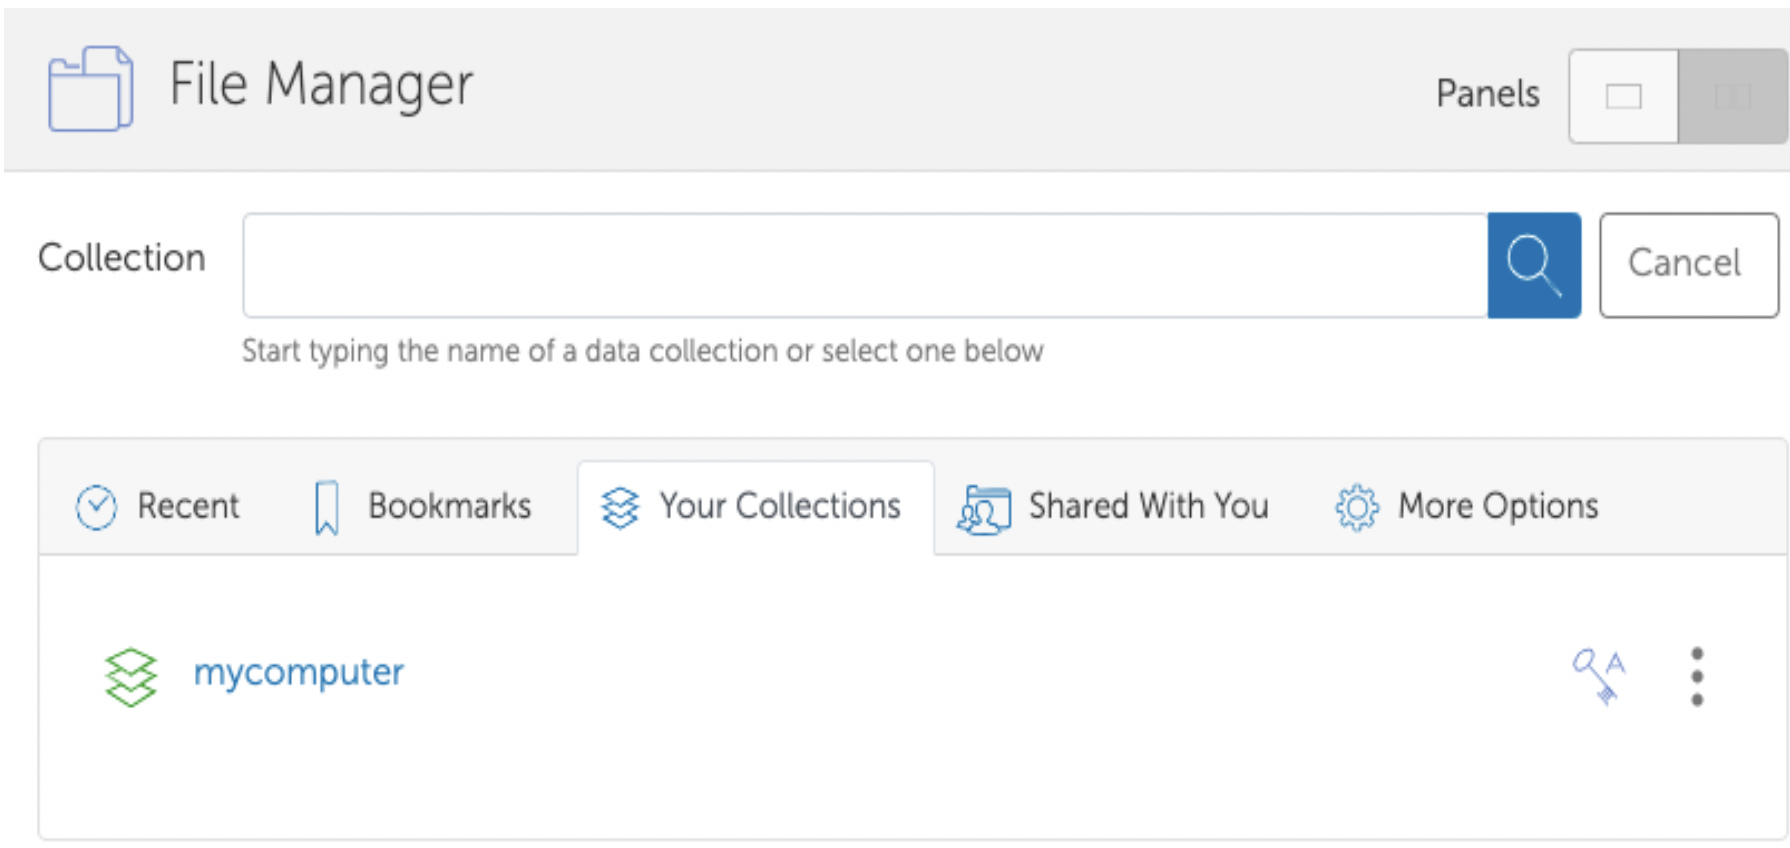 File Manager
Panels
Collection
Cancel
Start typing the name of a data collection or select one below
Recent
Bookmarks
Your Collections
Shared With You
More Options
mycomputer
A